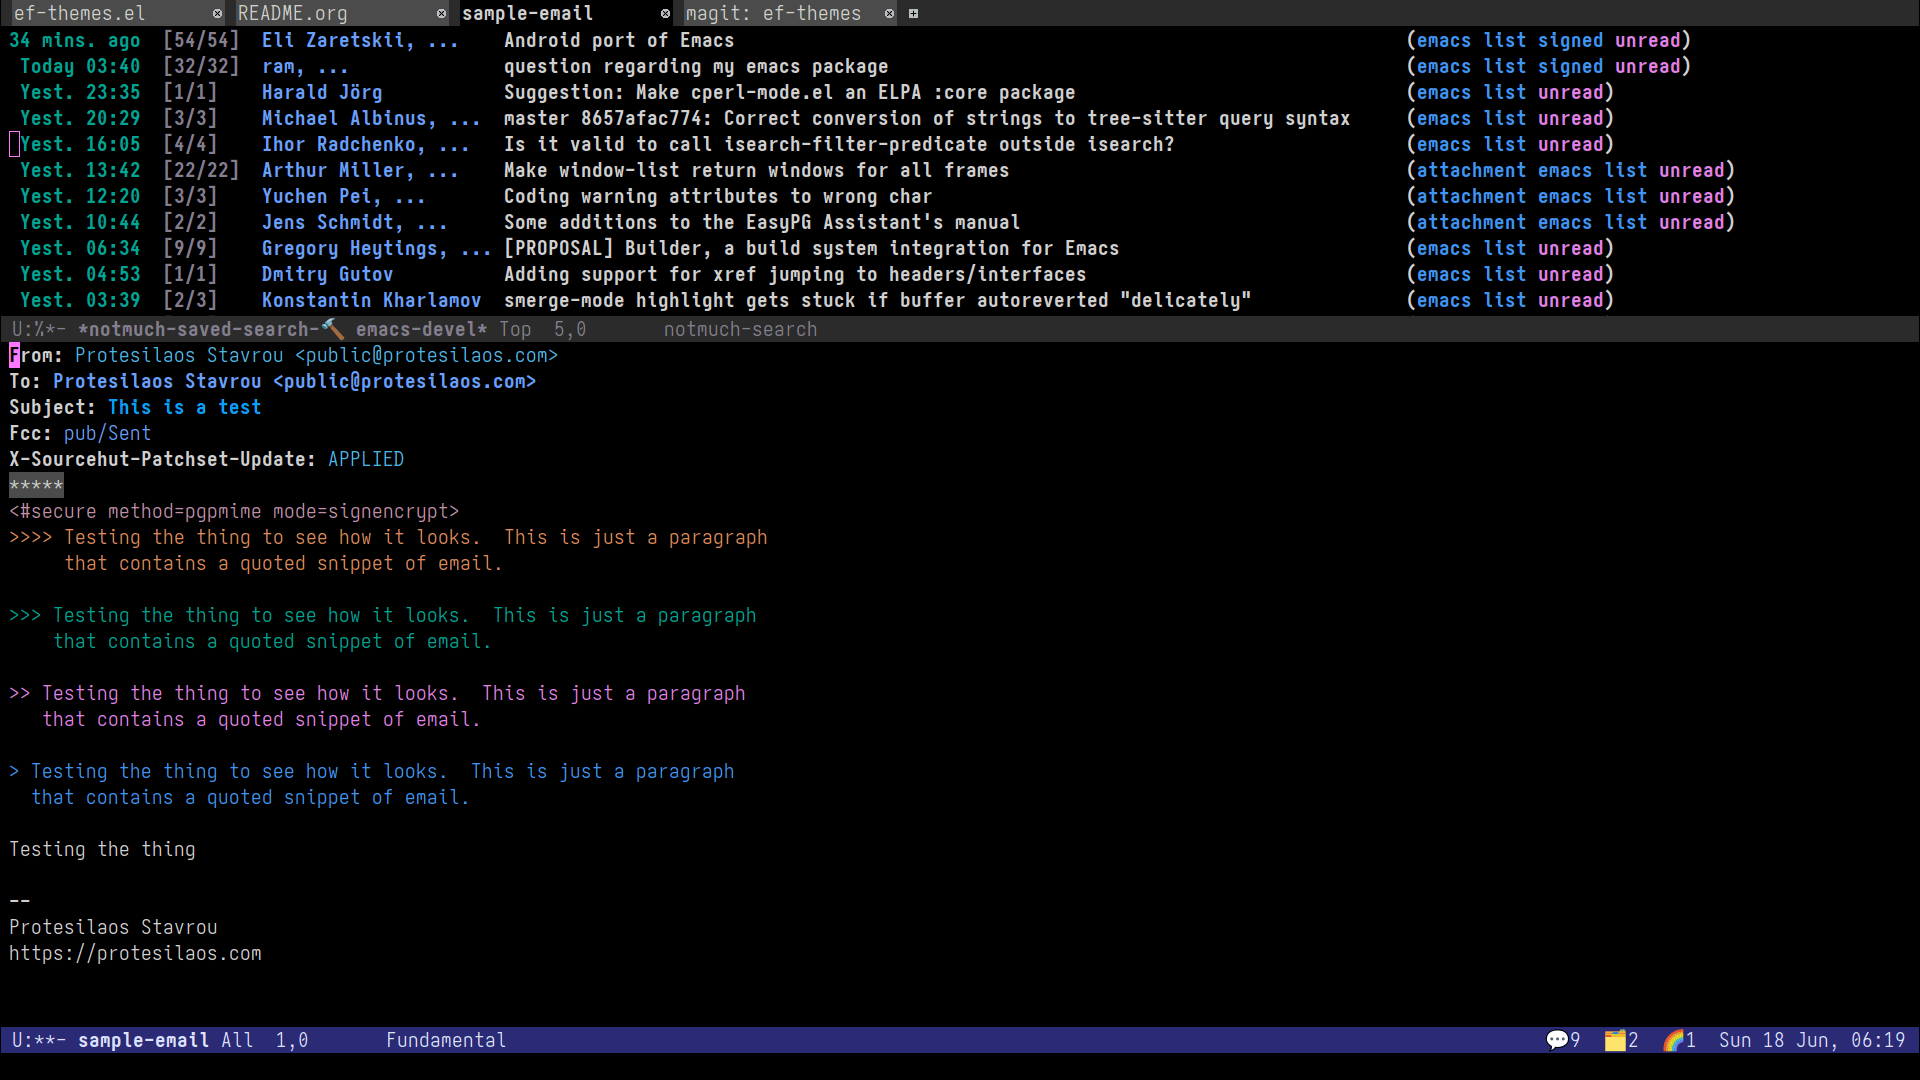 ef-themes.el README.org sample-email magit: ef-themes
34 mins. ago [54/54] Eli Zaretskii, ... Android port of Emacs (emacs list signed unread)
Today 03:40 [32/32] ram, ... question regarding my emacs package (emacs list signed unread)
Yest. 23:35 [1/1] Harald Jörg Suggestion: Make cperl-mode.el an ELPA :core package (emacs list unread)
Yest. 20:29 [3/3] Michael Albinus, ... master 8657afac774: Correct conversion of strings to tree-sitter query syntax (emacs list unread)
Yest. 16:05 [4/4] Ihor Radchenko, ... Is it valid to call isearch-filter-predicate outside isearch? (emacs list unread)
Yest. 13:42 [22/22] Arthur Miller, ... Make window-list return windows for all frames (attachment emacs list unread)
Yest. 12:20 [3/3] Yuchen Pei, ... Coding warning attributes to wrong char (attachment emacs list unread)
Yest. 10:44 [2/2] Jens Schmidt, ... Some additions to the EasyPG Assistant's manual (attachment emacs list unread)
Yest. 06:34 [9/9] Gregory Heytings, ... [PROPOSAL] Builder, a build system integration for Emacs (emacs list unread)
Yest. 04:53 [1/1] Dmitry Gutov Adding support for xref jumping to headers/interfaces (emacs list unread)
Yest. 03:39 [2/3] Konstantin Kharlamov smerge-mode highlight gets stuck if buffer autoreverted "delicately" (emacs list unread)
U:%*- *notmuch-saved-search-🔨 emacs-devel* Top 5,0 notmuch-search
From: Protesilaos Stavrou <public@protesilaos.com>
To: Protesilaos Stavrou <public@protesilaos.com>
Subject: This is a test
Fcc: pub/Sent
X-Sourcehut-Patchset-Update: APPLIED
*****
<#secure method=pgpmime mode=signencrypt>
>>>> Testing the thing to see how it looks. This is just a paragraph
that contains a quoted snippet of email.
>>> Testing the thing to see how it looks. This is just a paragraph
that contains a quoted snippet of email.
>> Testing the thing to see how it looks. This is just a paragraph
that contains a quoted snippet of email.
> Testing the thing to see how it looks. This is just a paragraph
that contains a quoted snippet of email.
Testing the thing
--
Protesilaos Stavrou
https://protesilaos.com
U:**- sample-email All 1,0 Fundamental 💬9 🗂️2 🌈1 Sun 18 Jun, 06:19